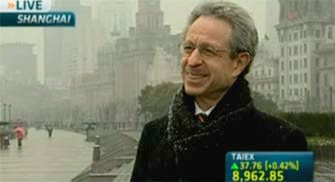 LIVE
SHANGHAI
TAIEX
37.76 [+0.42%]
8,962.85